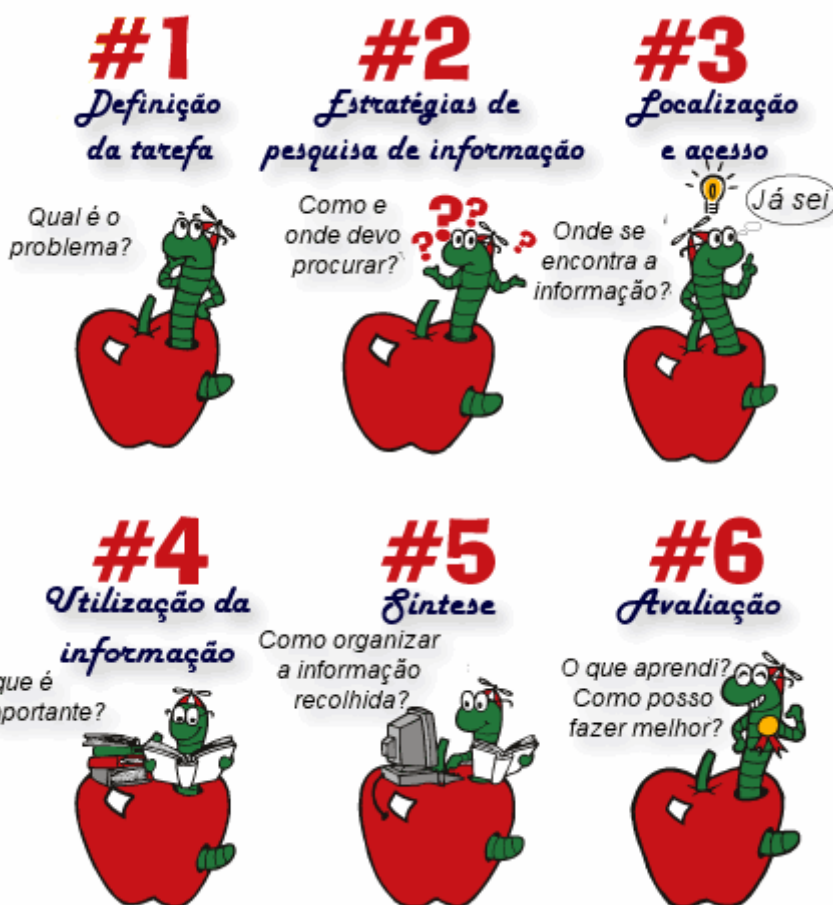 #1
Definição
da tarefa
Qual é o
problema?
#2
Estratégias de
pesquisa de informação
Como e
onde devo
procurar?
???
?
#3
Localização
e acesso
Onde se
encontra a
informação?
Já sei
#4
Utilização da
informação
que é
portante?
#5
Síntese
Como organizar
a informação
recolhida?
#6
Avaliação
O que aprendi?
Como posso
fazer melhor?